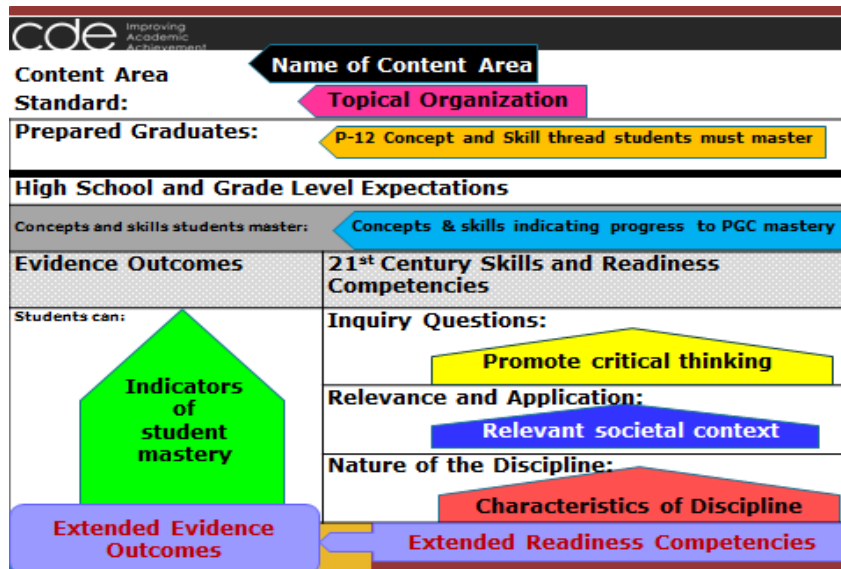 cde Improving
Academic
Achievement
Content Area
Name of Content Area
Standard:
Topical Organization
Prepared Graduates:
P-12 Concept and Skill thread students must master
High School and Grade Level Expectations
Concepts and skills students master:
Concepts & skills indicating progress to PGC mastery
Evidence Outcomes
21st Century Skills and Readiness
Competencies
Students can:
Indicators
of
student
mastery
Inquiry Questions:
Promote critical thinking
Relevance and Application:
Relevant societal context
Nature of the Discipline:
Characteristics of Discipline
Extended Evidence
Outcomes
Extended Readiness Competencies